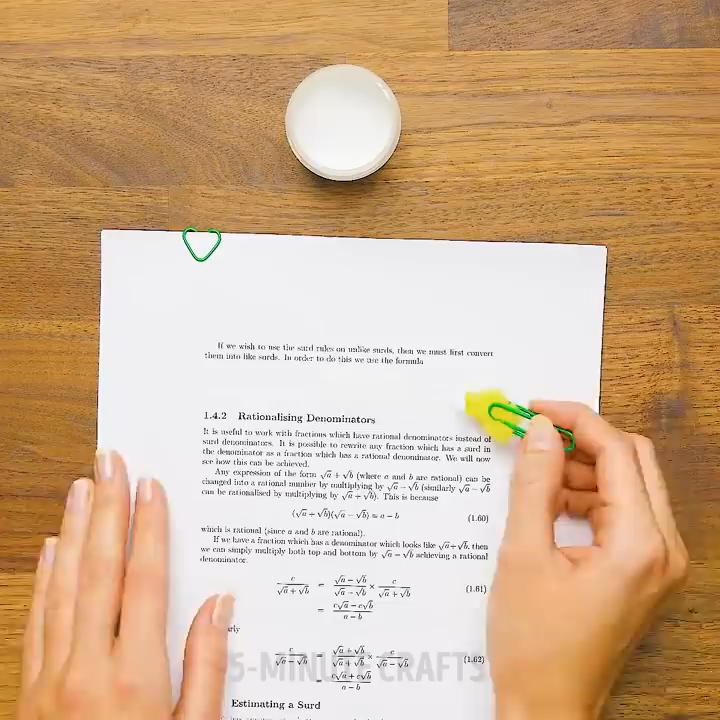 If we wish to use the surd rules on unlike surds, then we must first convert
them into like surds. In order to do this we use the formula
1.4.2 Rationalising Denominators
It is useful to work with fractions which have rational denominators instead of
surd denominators. It is possible to rewrite any fraction which has a surd in
the denominator as a fraction which has a rational denominator. We will now
see how this can be achieved.
Any expression of the form √a + √b (where a and b are rational) can be
changed into a rational number by multiplying by √a − √b (similarly √a − √b
can be rationalised by multiplying by √a + √b). This is because
(√a + √b)(√a − √b) = a − b (1.60)
which is rational (since a and b are rational).
If we have a fraction which has a denominator which looks like √a+√b, then
we can simply multiply both top and bottom by √a − √b achieving a rational
denominator.
c/(√a + √b) = (√a − √b)/(√a − √b) × c/(√a + √b) (1.61)
= (c√a − c√b)/(a − b)
rly
c/(√a − √b) = (√a + √b)/(√a + √b) × c/(√a − √b) (1.62)
= (c√a + c√b)/(a − b)
5-MINUTE CRAFTS
Estimating a Surd